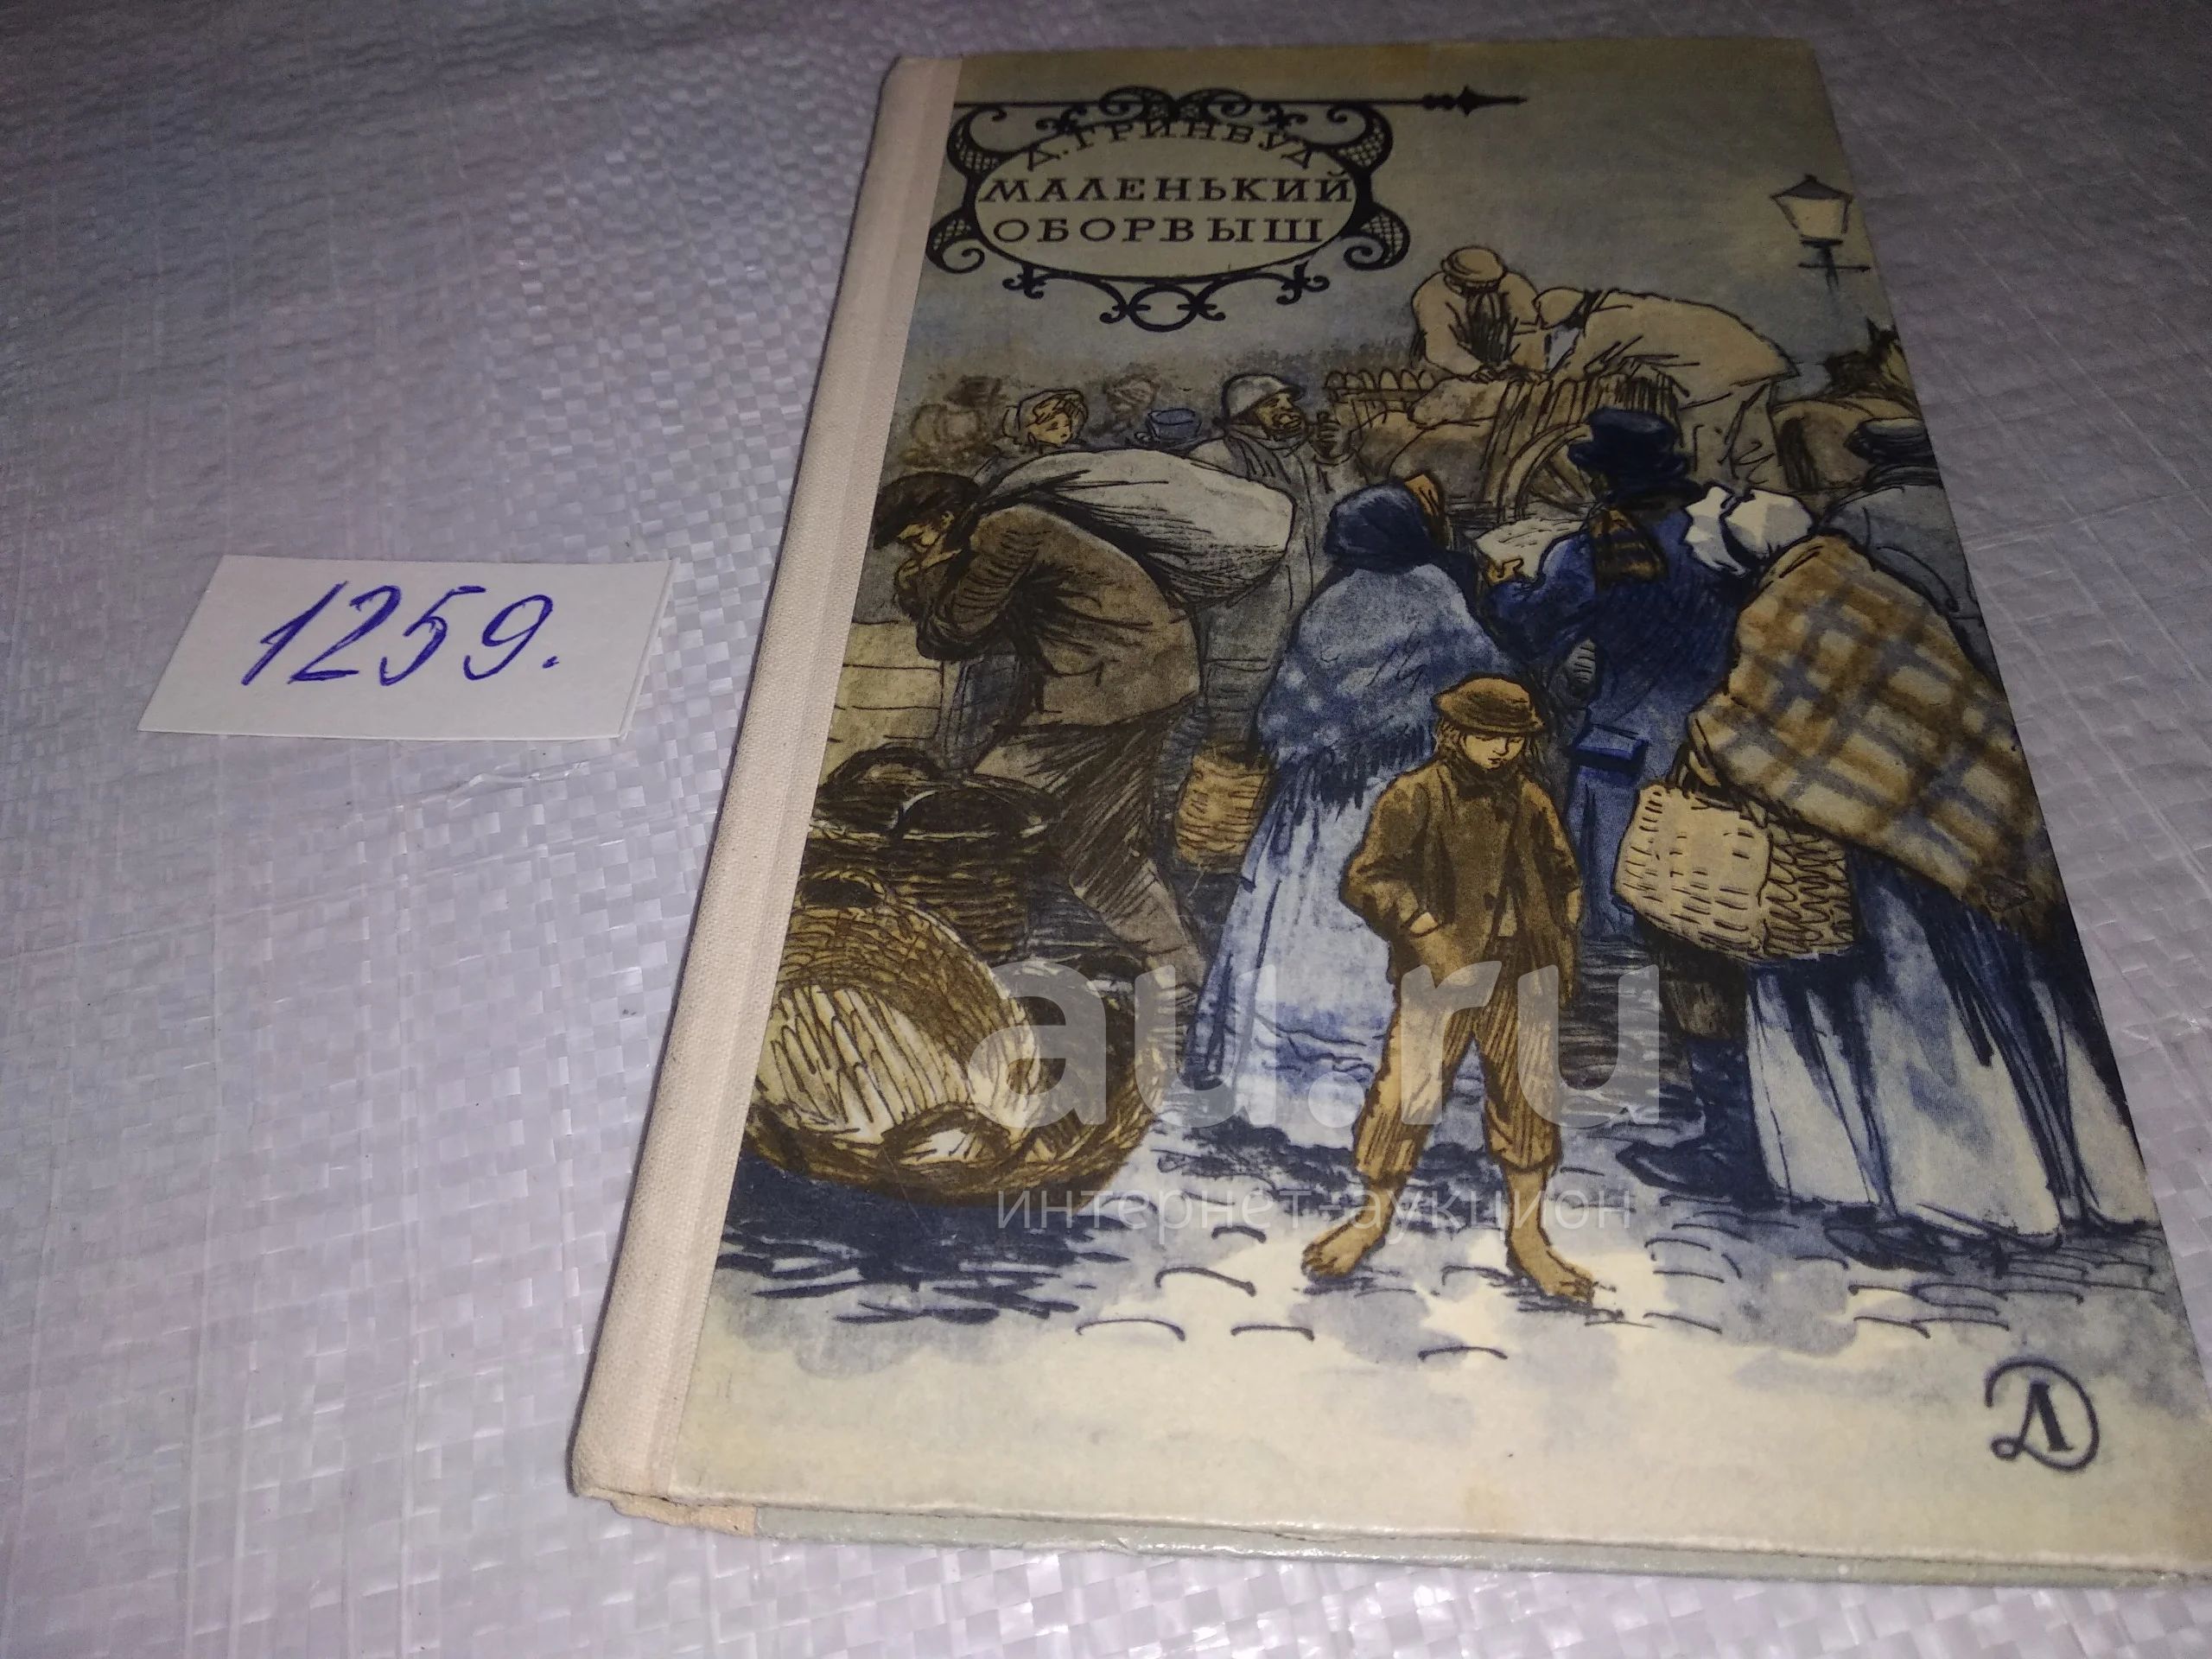 Д. ГРИНВУД
МАЛЕНЬКИЙ
ОБОРВЫШ
1259.
au.ru
интернет-аукцион
Д